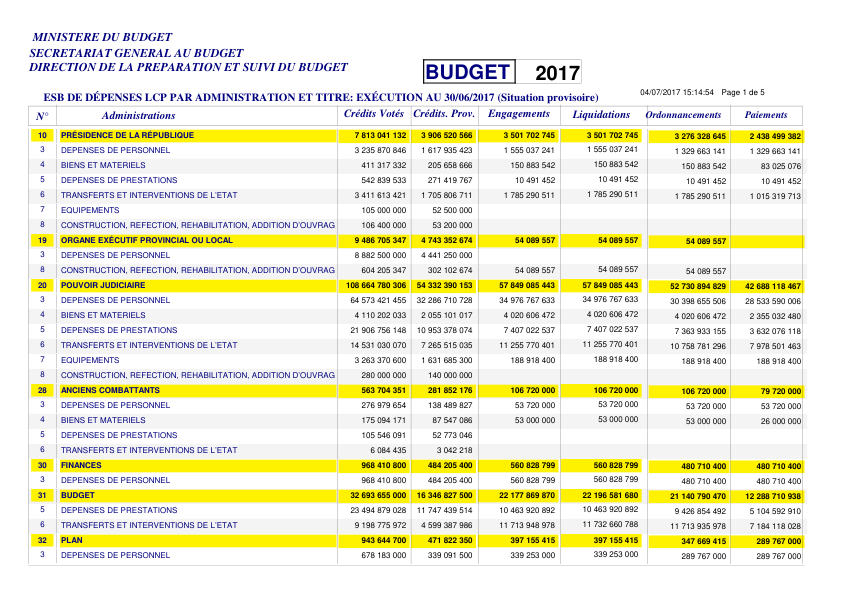 MINISTERE DU BUDGET
SECRETARIAT GENERAL AU BUDGET
DIRECTION DE LA PREPARATION ET SUIVI DU BUDGET
BUDGET 2017
04/07/2017 15:14:54 Page 1 de 5
ESB DE DÉPENSES LCP PAR ADMINISTRATION ET TITRE: EXÉCUTION AU 30/06/2017 (Situation provisoire)
N° Administrations Crédits Votés Crédits. Prov. Engagements Liquidations Ordonnancements Paiements
10 PRÉSIDENCE DE LA RÉPUBLIQUE 7 813 041 132 3 906 520 566 3 501 702 745 3 501 702 745 3 276 328 645 2 438 499 382
3 DEPENSES DE PERSONNEL 3 235 870 846 1 617 935 423 1 555 037 241 1 555 037 241 1 329 663 141 1 329 663 141
4 BIENS ET MATERIELS 411 317 332 205 658 666 150 883 542 150 883 542 150 883 542 83 025 076
5 DEPENSES DE PRESTATIONS 542 839 533 271 419 767 10 491 452 10 491 452 10 491 452 10 491 452
6 TRANSFERTS ET INTERVENTIONS DE L'ETAT 3 411 613 421 1 705 806 711 1 785 290 511 1 785 290 511 1 785 290 511 1 015 319 713
7 EQUIPEMENTS 105 000 000 52 500 000
8 CONSTRUCTION, REFECTION, REHABILITATION, ADDITION D'OUVRAG 106 400 000 53 200 000
19 ORGANE EXÉCUTIF PROVINCIAL OU LOCAL 9 486 705 347 4 743 352 674 54 089 557 54 089 557 54 089 557
3 DEPENSES DE PERSONNEL 8 882 500 000 4 441 250 000
8 CONSTRUCTION, REFECTION, REHABILITATION, ADDITION D'OUVRAG 604 205 347 302 102 674 54 089 557 54 089 557 54 089 557
20 POUVOIR JUDICIAIRE 108 664 780 306 54 332 390 153 57 849 085 443 57 849 085 443 52 730 894 829 42 688 118 467
3 DEPENSES DE PERSONNEL 64 573 421 455 32 286 710 728 34 976 767 633 34 976 767 633 30 398 655 506 28 533 590 006
4 BIENS ET MATERIELS 4 110 202 033 2 055 101 017 4 020 606 472 4 020 606 472 4 020 606 472 2 355 032 480
5 DEPENSES DE PRESTATIONS 21 906 756 148 10 953 378 074 7 407 022 537 7 407 022 537 7 363 933 155 3 632 076 118
6 TRANSFERTS ET INTERVENTIONS DE L'ETAT 14 531 030 070 7 265 515 035 11 255 770 401 11 255 770 401 10 758 781 296 7 978 501 463
7 EQUIPEMENTS 3 263 370 600 1 631 685 300 188 918 400 188 918 400 188 918 400 188 918 400
8 CONSTRUCTION, REFECTION, REHABILITATION, ADDITION D'OUVRAG 280 000 000 140 000 000
28 ANCIENS COMBATTANTS 563 704 351 281 852 176 106 720 000 106 720 000 106 720 000 79 720 000
3 DEPENSES DE PERSONNEL 276 979 654 138 489 827 53 720 000 53 720 000 53 720 000 53 720 000
4 BIENS ET MATERIELS 175 094 171 87 547 086 53 000 000 53 000 000 53 000 000 26 000 000
5 DEPENSES DE PRESTATIONS 105 546 091 52 773 046
6 TRANSFERTS ET INTERVENTIONS DE L'ETAT 6 084 435 3 042 218
30 FINANCES 968 410 800 484 205 400 560 828 799 560 828 799 480 710 400 480 710 400
3 DEPENSES DE PERSONNEL 968 410 800 484 205 400 560 828 799 560 828 799 480 710 400 480 710 400
31 BUDGET 32 693 655 000 16 346 827 500 22 177 869 870 22 196 581 680 21 140 790 470 12 288 710 938
5 DEPENSES DE PRESTATIONS 23 494 879 028 11 747 439 514 10 463 920 892 10 463 920 892 9 426 854 492 5 104 592 910
6 TRANSFERTS ET INTERVENTIONS DE L'ETAT 9 198 775 972 4 599 387 986 11 713 948 978 11 732 660 788 11 713 935 978 7 184 118 028
32 PLAN 943 644 700 471 822 350 397 155 415 397 155 415 347 669 415 289 767 000
3 DEPENSES DE PERSONNEL 678 183 000 339 091 500 339 253 000 339 253 000 289 767 000 289 767 000